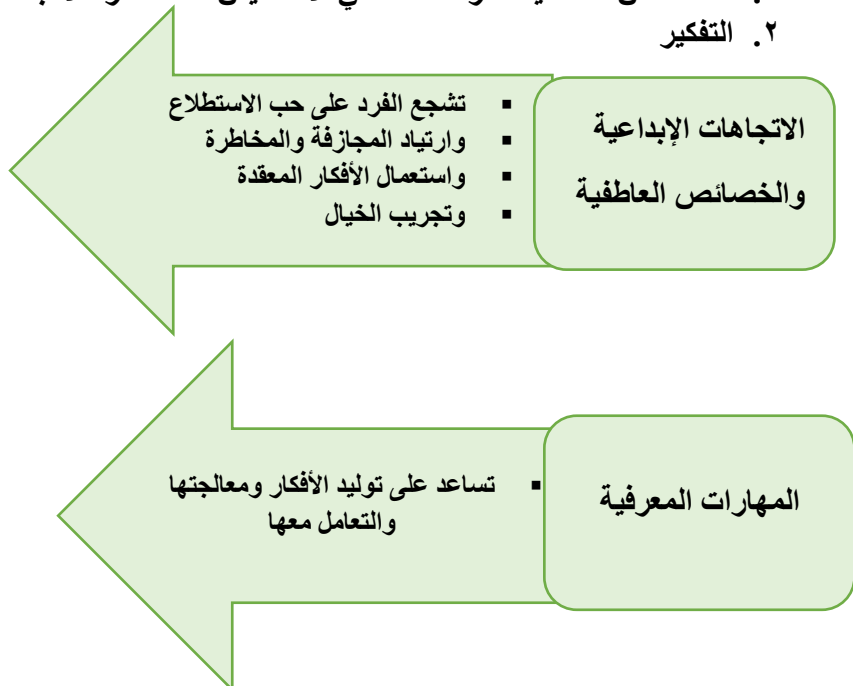 ٢. التفكير
الاتجاهات الإبداعية
والخصائص العاطفية
▪ تشجع الفرد على حب الاستطلاع
▪ وارتياد المجازفة والمخاطرة
▪ واستعمال الأفكار المعقدة
▪ وتجريب الخيال
المهارات المعرفية
▪ تساعد على توليد الأفكار ومعالجتها
والتعامل معها